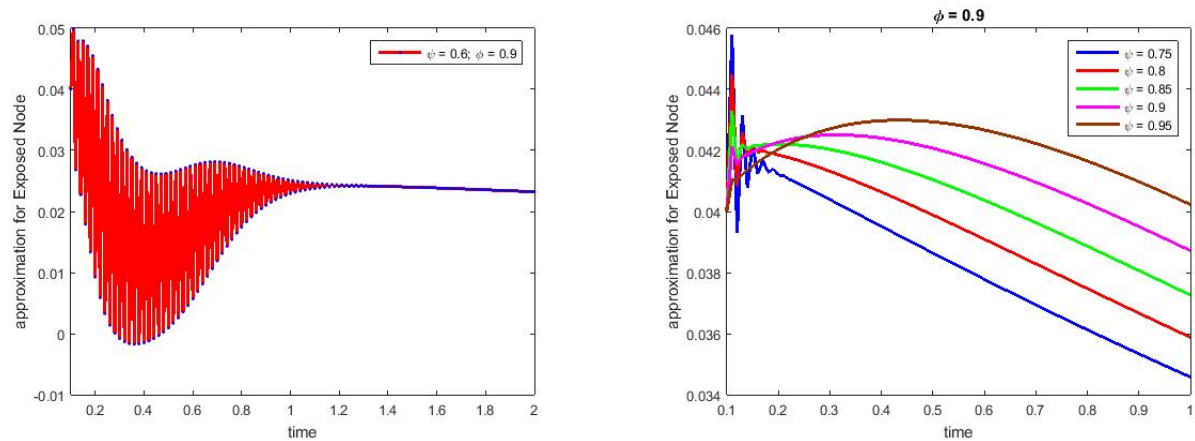 0.05
0.04
0.03
0.02
0.01
0
-0.01
approximation for Exposed Node
0.2 0.4 0.6 0.8 1 1.2 1.4 1.6 1.8 2
time
ψ = 0.6; ϕ = 0.9
ϕ = 0.9
0.046
0.044
0.042
0.04
0.038
0.036
0.034
approximation for Exposed Node
0.1 0.2 0.3 0.4 0.5 0.6 0.7 0.8 0.9 1
time
ψ = 0.75
ψ = 0.8
ψ = 0.85
ψ = 0.9
ψ = 0.95